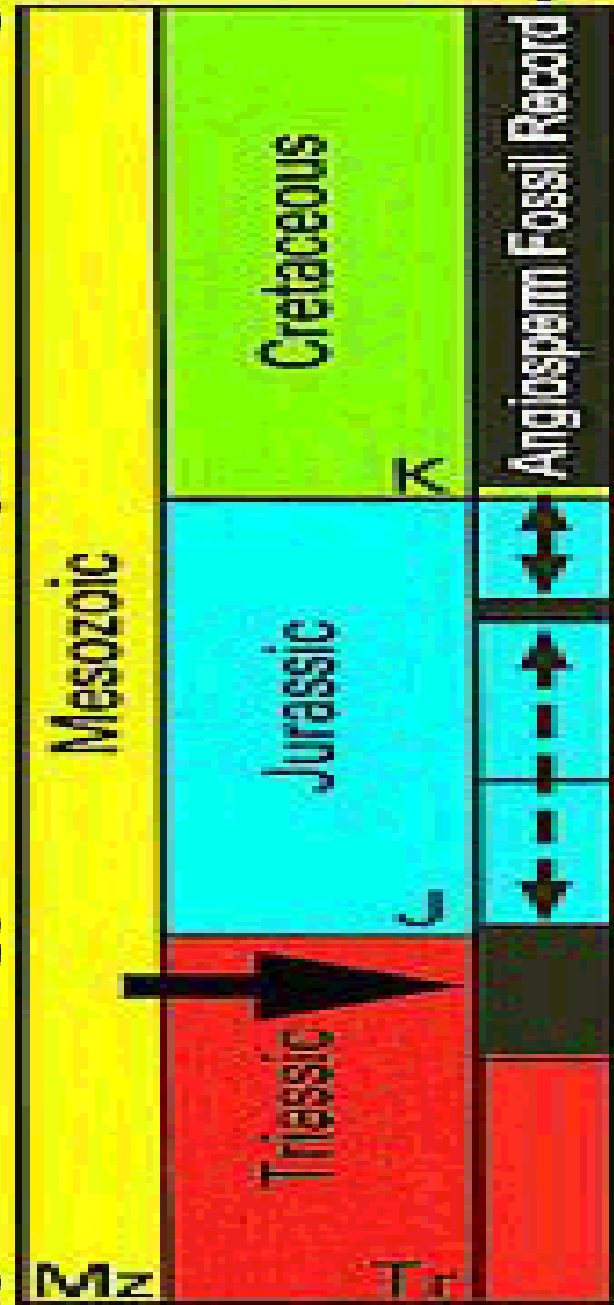 Mesozoic
Mz
Cretaceous
K
Jurassic
J
Triassic
Tr
Angiosperm Fossil Record